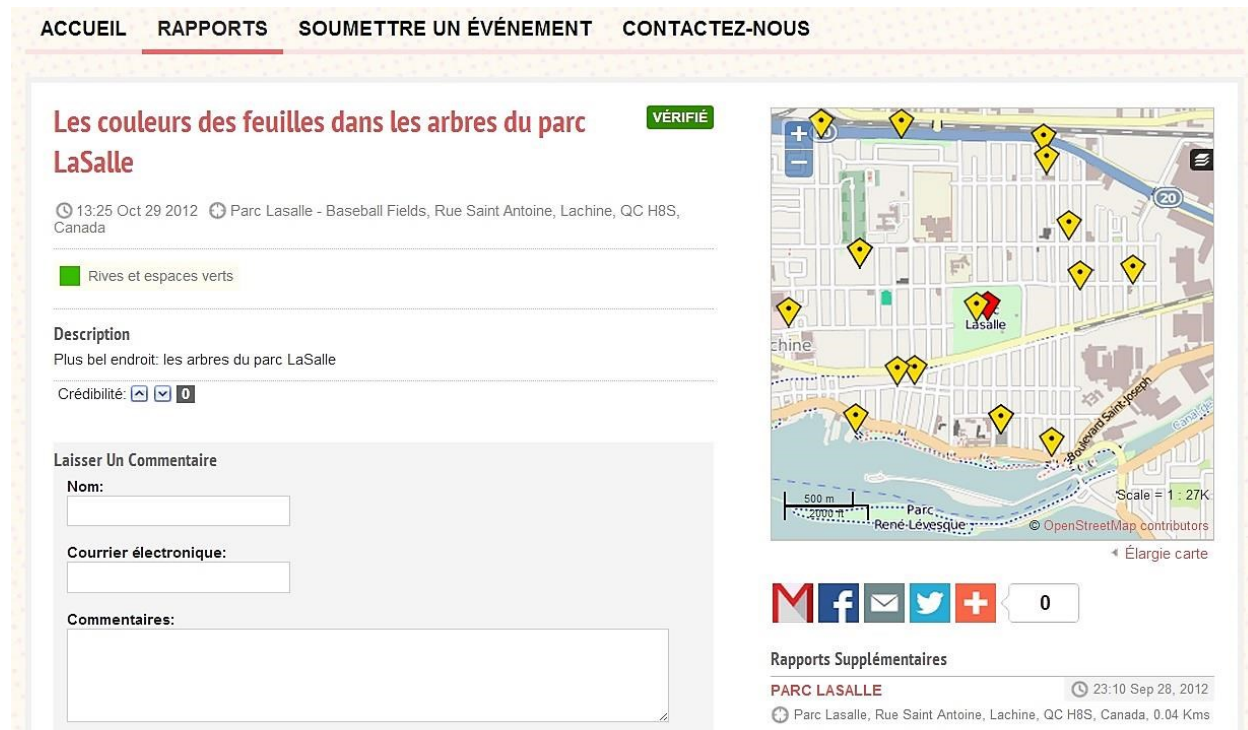 ACCUEIL RAPPORTS SOUMETTRE UN ÉVÉNEMENT CONTACTEZ-NOUS
Les couleurs des feuilles dans les arbres du parc
LaSalle
VÉRIFIÉ
13:25 Oct 29 2012 Parc Lasalle - Baseball Fields, Rue Saint Antoine, Lachine, QC H8S,
Canada
Rives et espaces verts
Description
Plus bel endroit: les arbres du parc LaSalle
Crédibilité: 0
Laisser Un Commentaire
Nom:
Courrier électronique:
Commentaires:
+
−
20
Lasalle
chine
Boulevard Saint-Joseph
500 m
2000 ft
Parc
René-Lévesque
Scale = 1 : 27K
© OpenStreetMap contributors
Élargie carte
f
+
0
Rapports Supplémentaires
PARC LASALLE 23:10 Sep 28, 2012
Parc Lasalle, Rue Saint Antoine, Lachine, QC H8S, Canada, 0.04 Kms